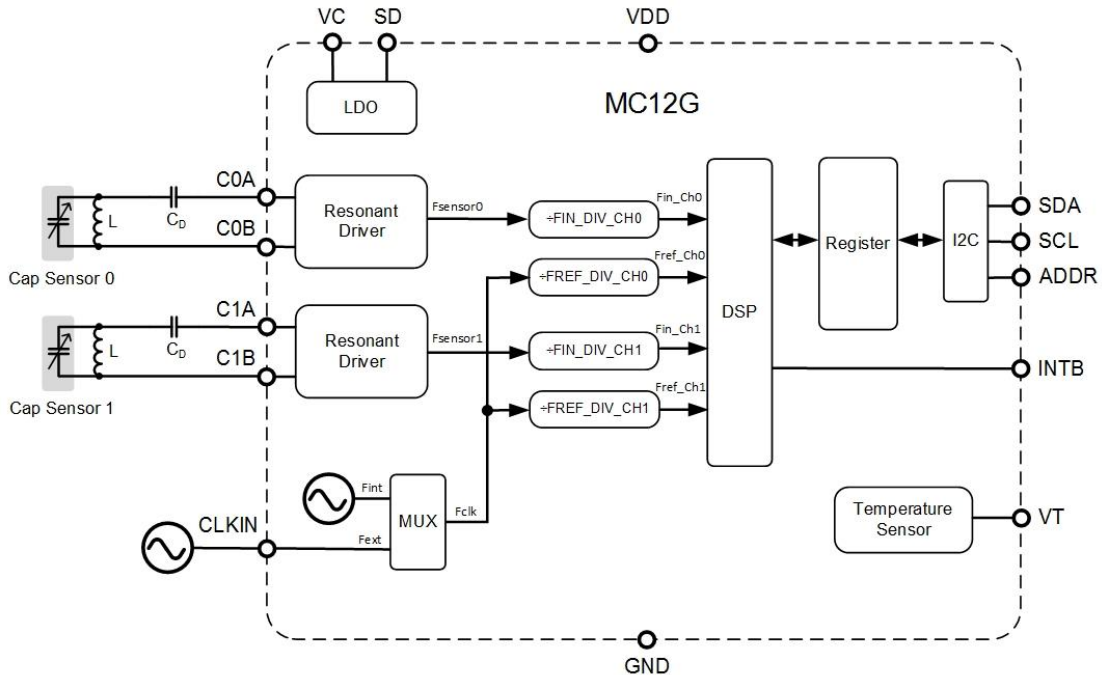 VC
SD
VDD
LDO
MC12G
C0A
C0B
L
C_D
Cap Sensor 0
Resonant
Driver
Fsensor0
÷FIN_DIV_CH0
Fin_Ch0
÷FREF_DIV_CH0
Fref_Ch0
C1A
C1B
L
C_D
Cap Sensor 1
Resonant
Driver
Fsensor1
÷FIN_DIV_CH1
Fin_Ch1
÷FREF_DIV_CH1
Fref_Ch1
DSP
Register
I2C
SDA
SCL
ADDR
INTB
CLKIN
Fint
Fext
MUX
Fclk
Temperature
Sensor
VT
GND